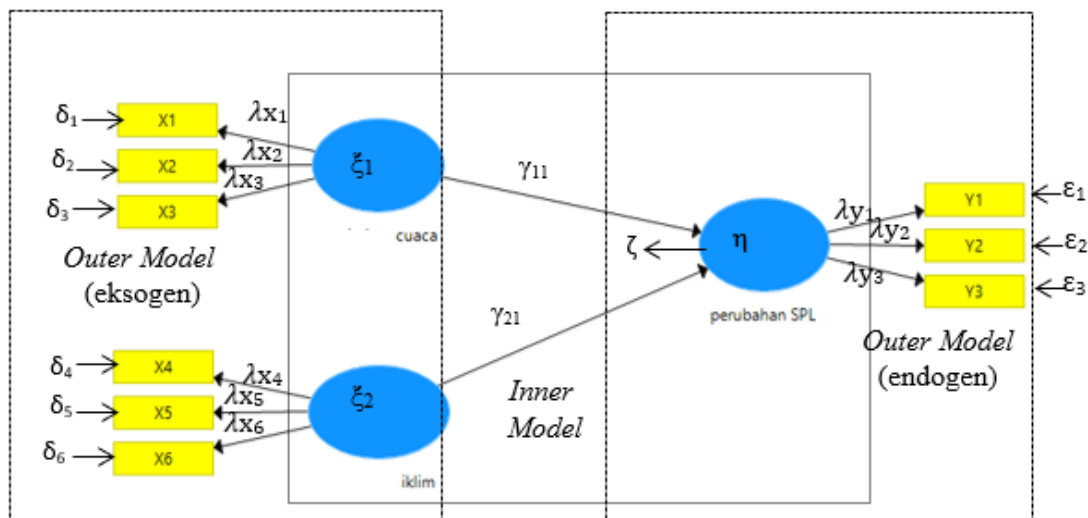 δ₁
X1
λx₁
δ₂
X2
λx₂
δ₃
X3
λx₃
ξ₁
cuaca
Outer Model
(eksogen)
γ₁₁
γ₂₁
δ₄
X4
λx₄
δ₅
X5
λx₅
δ₆
X6
λx₆
ξ₂
iklim
Inner
Model
ζ
η
perubahan SPL
λy₁
Y1
ε₁
λy₂
Y2
ε₂
λy₃
Y3
ε₃
Outer Model
(endogen)